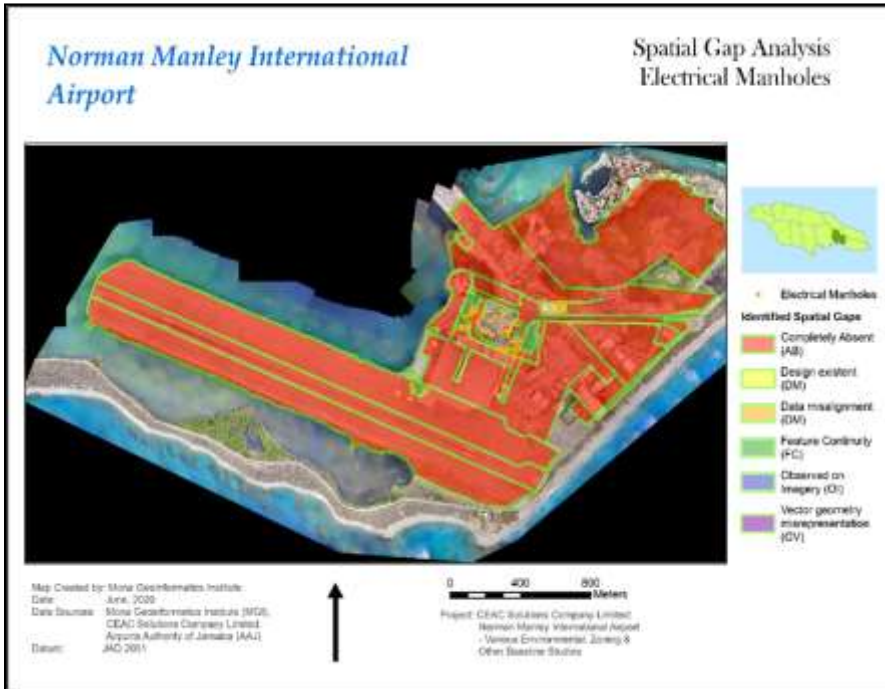 Norman Manley International
Airport
Spatial Gap Analysis
Electrical Manholes
Electrical Manholes
Identified Spatial Gaps
Completely Absent
(AB)
Design existent
(DM)
Data misalignment
(DM)
Feature Continuity
(FC)
Observed on
Imagery (OI)
Vector geometry
misrepresentation
(GV)
Map Created by: Mona GeoInformatics Institute
Date: June, 2020
Data Sources: Mona GeoInformatics Institute (MGI),
CEAC Solutions Company Limited,
Airports Authority of Jamaica (AAJ)
Datum: JAD 2001
0 400 800
Meters
Project: CEAC Solutions Company Limited
Norman Manley International Airport
- Various Environmental, Zoning &
Other Baseline Studies